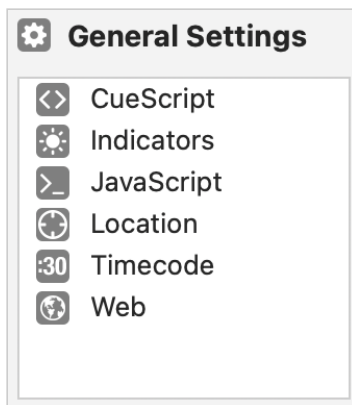 General Settings
CueScript
Indicators
JavaScript
Location
:30 Timecode
Web